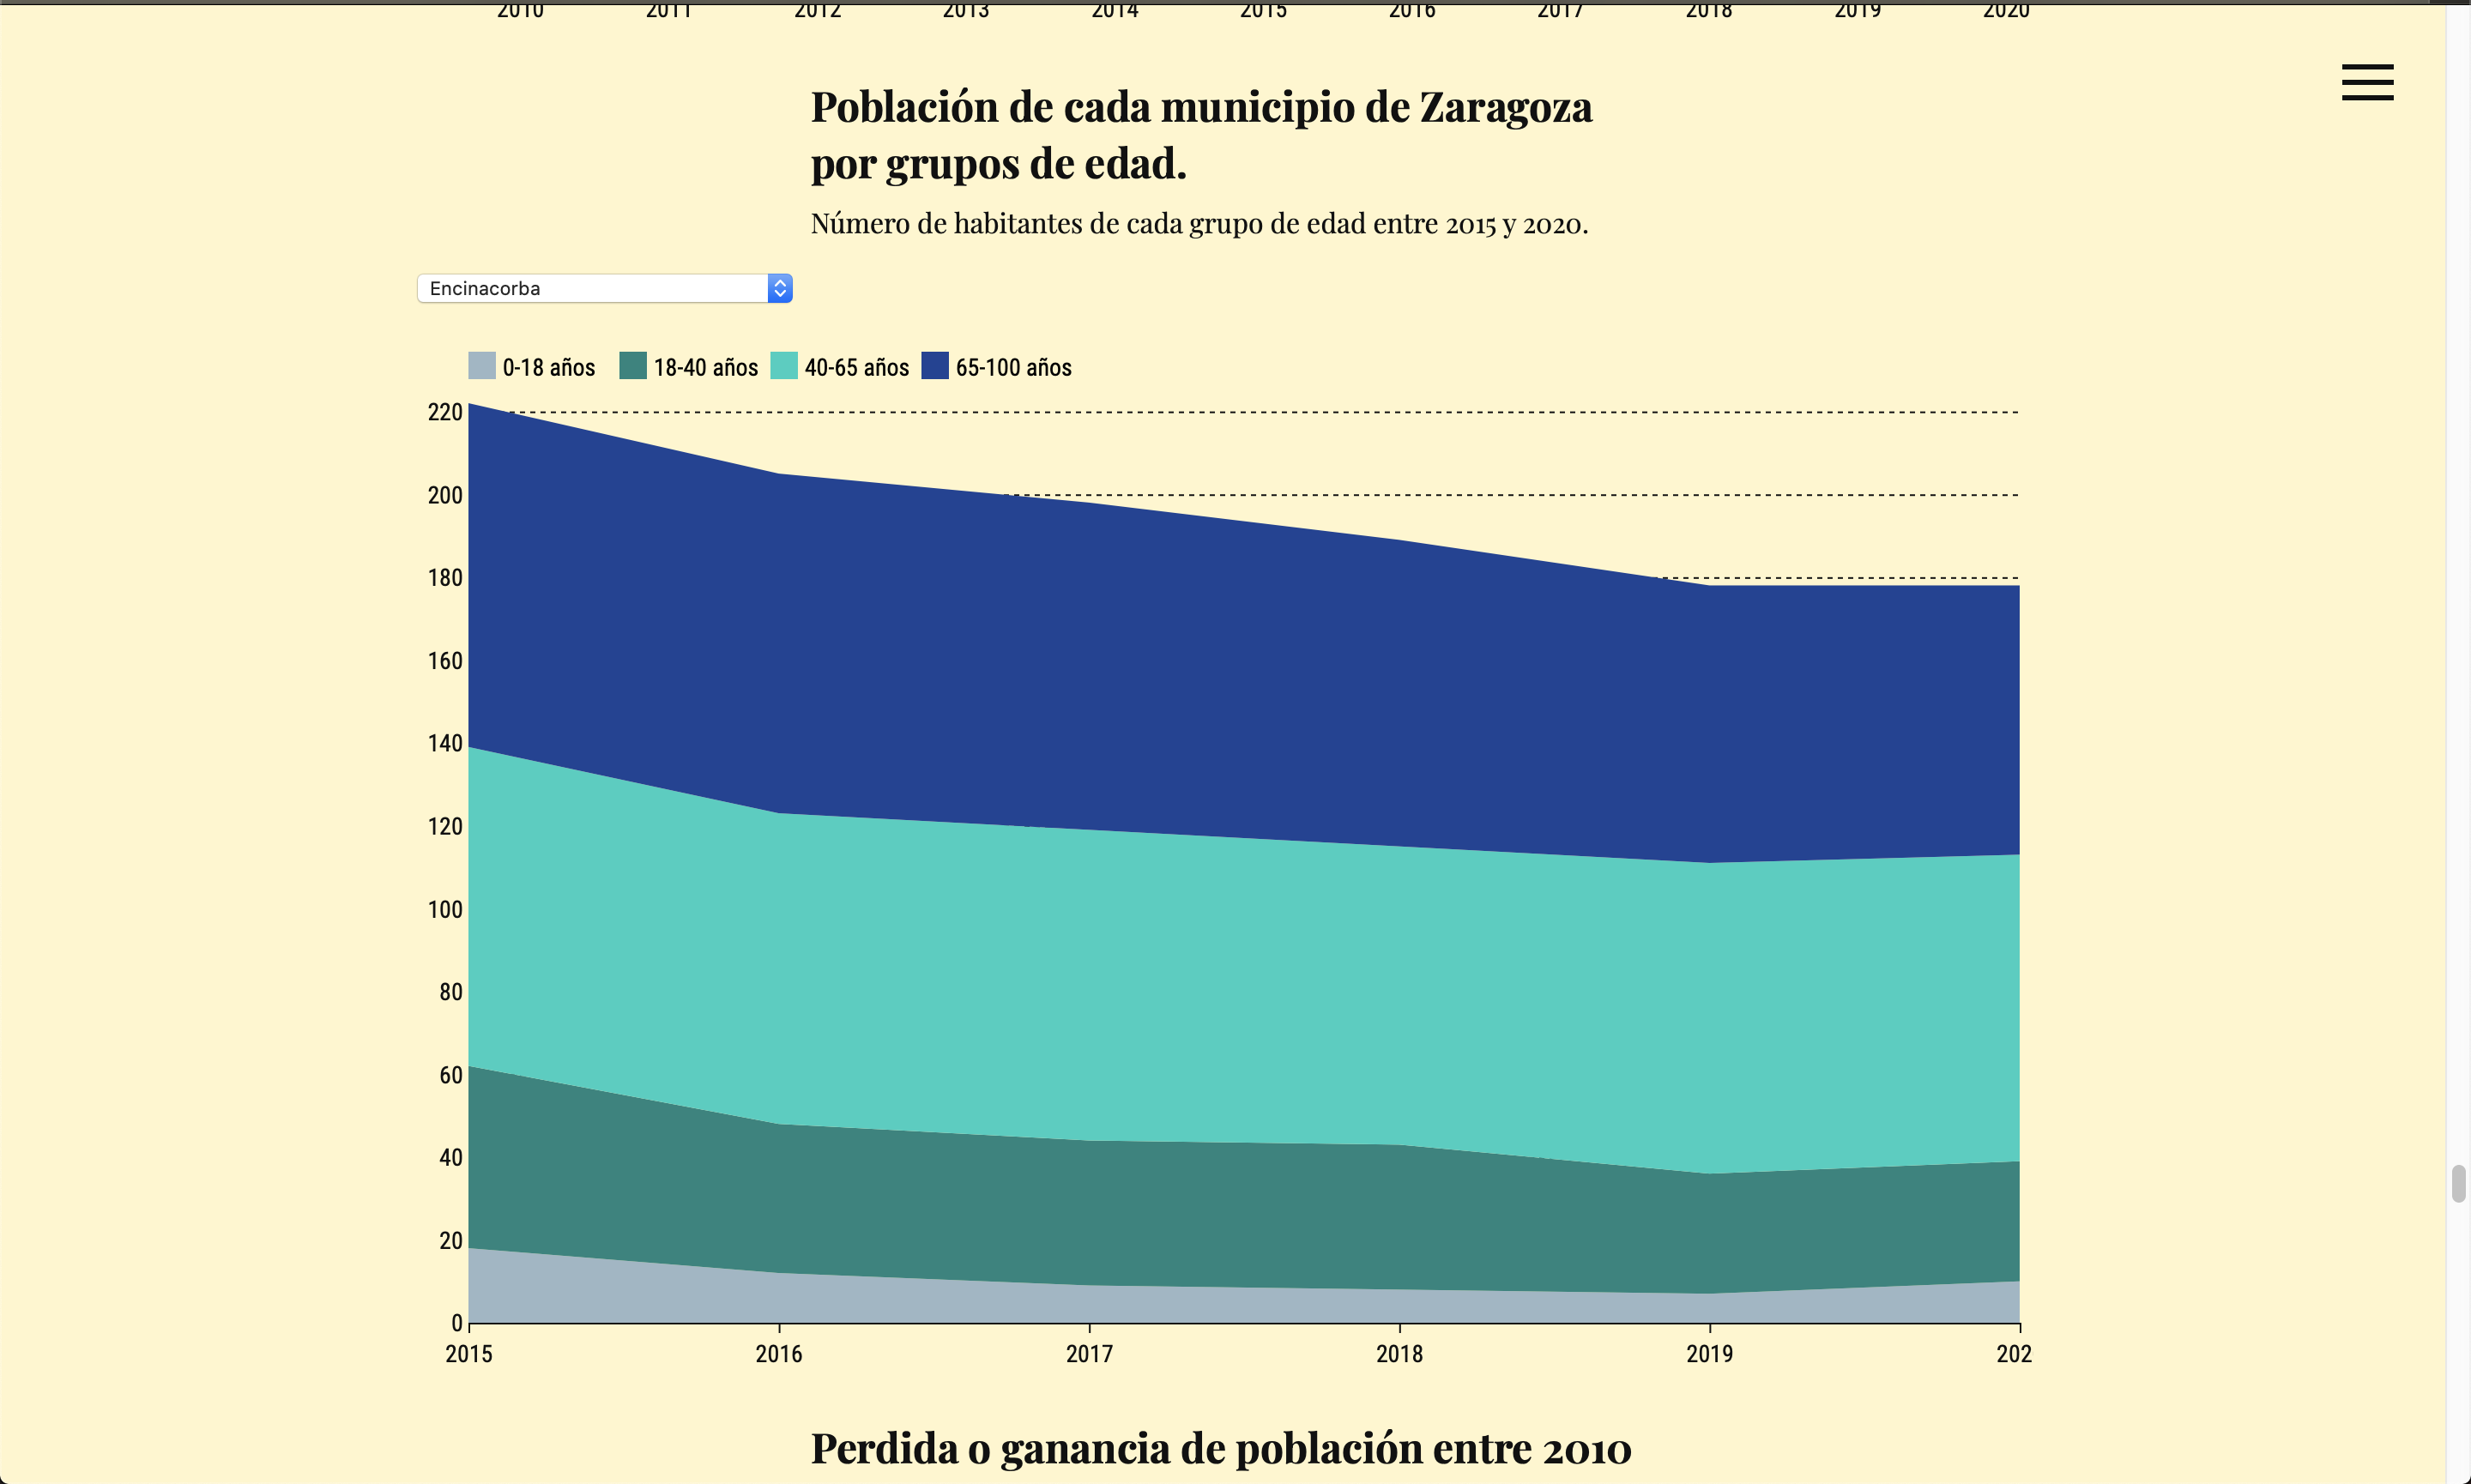 2010 2011 2012 2013 2014 2015 2016 2017 2018 2019 2020
Población de cada municipio de Zaragoza
por grupos de edad.
Número de habitantes de cada grupo de edad entre 2015 y 2020.
Encinacorba
0-18 años 18-40 años 40-65 años 65-100 años
220
200
180
160
140
120
100
80
60
40
20
0
2015 2016 2017 2018 2019 202
Perdida o ganancia de población entre 2010